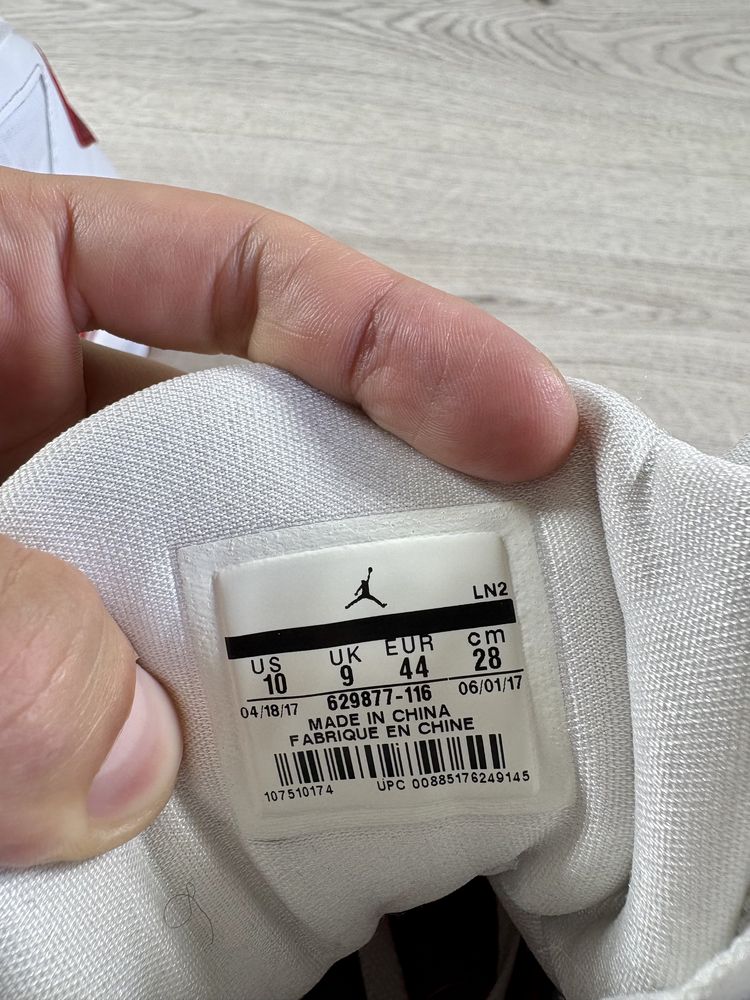 LN2
US UK EUR cm
10 9 44 28
04/18/17 629877-116 06/01/17
MADE IN CHINA
FABRIQUE EN CHINE
107510174 UPC 00885176249145